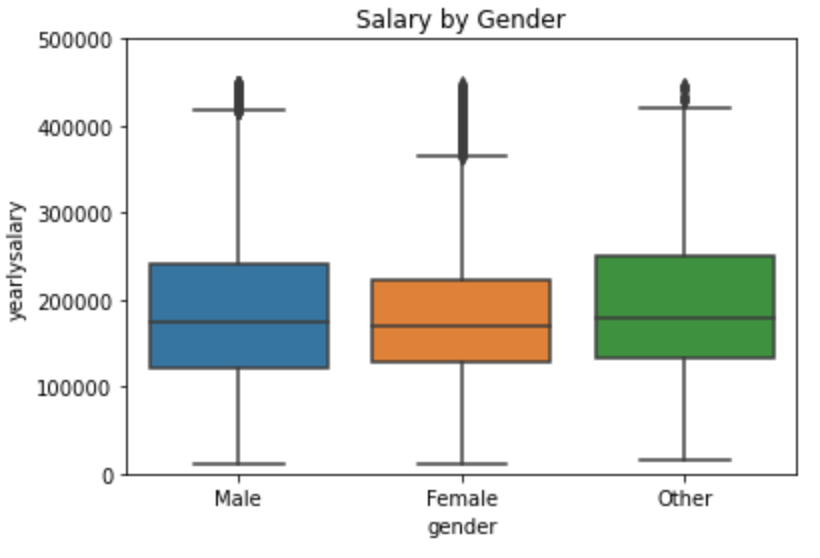 Salary by Gender
500000
400000
300000
200000
100000
0
yearlysalary
Male Female Other
gender